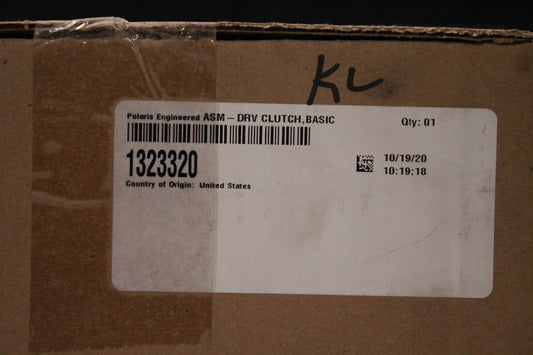 KL
Polaris Engineered ASM - DRV CLUTCH,BASIC
Qty: 01
1323320
10/19/20
10:19:18
Country of Origin: United States